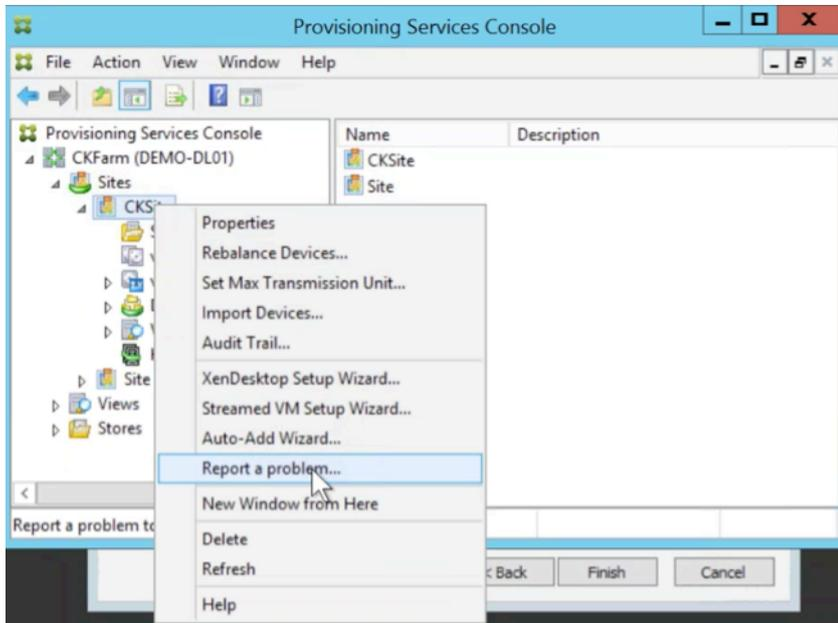 Provisioning Services Console
File Action View Window Help
Provisioning Services Console
CKFarm (DEMO-DL01)
Sites
Site
Views
Stores
Name Description
CKSite
Site
Properties
Rebalance Devices...
Set Max Transmission Unit...
Import Devices...
Audit Trail...
XenDesktop Setup Wizard...
Streamed VM Setup Wizard...
Auto-Add Wizard...
Report a problem...
New Window from Here
Delete
Refresh
Help
Report a problem to
Back Finish Cancel